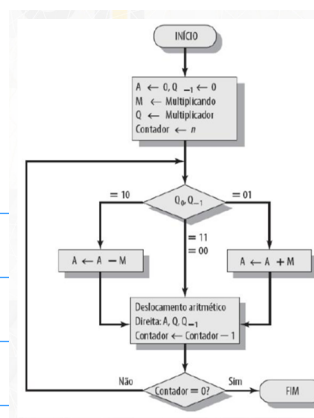 INÍCIO
A ← 0, Q₋₁ ← 0
M ← Multiplicando
Q ← Multiplicador
Contador ← n
Q₀, Q₋₁
= 10
= 01
= 11
= 00
A ← A − M
A ← A + M
Deslocamento aritmético
Direita: A, Q, Q₋₁
Contador ← Contador − 1
Não
Contador = 0?
Sim
FIM